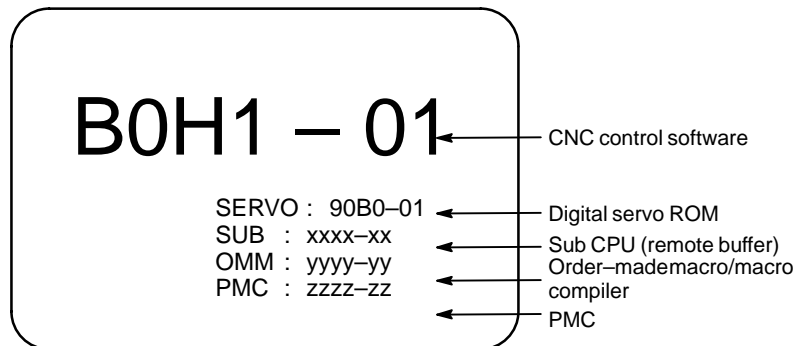 B0H1 – 01
CNC control software
SERVO : 90B0–01
Digital servo ROM
SUB : xxxx–xx
Sub CPU (remote buffer)
OMM : yyyy–yy
Order–mademacro/macro
compiler
PMC : zzzz–zz
PMC